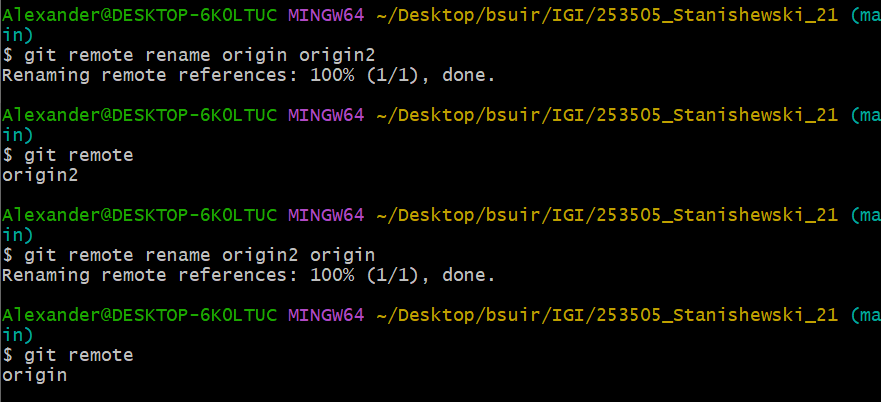 Alexander@DESKTOP-6K0LTUC MINGW64 ~/Desktop/bsuir/IGI/253505_Stanishewski_21 (ma
in)
$ git remote rename origin origin2
Renaming remote references: 100% (1/1), done.
Alexander@DESKTOP-6K0LTUC MINGW64 ~/Desktop/bsuir/IGI/253505_Stanishewski_21 (ma
in)
$ git remote
origin2
Alexander@DESKTOP-6K0LTUC MINGW64 ~/Desktop/bsuir/IGI/253505_Stanishewski_21 (ma
in)
$ git remote rename origin2 origin
Renaming remote references: 100% (1/1), done.
Alexander@DESKTOP-6K0LTUC MINGW64 ~/Desktop/bsuir/IGI/253505_Stanishewski_21 (ma
in)
$ git remote
origin